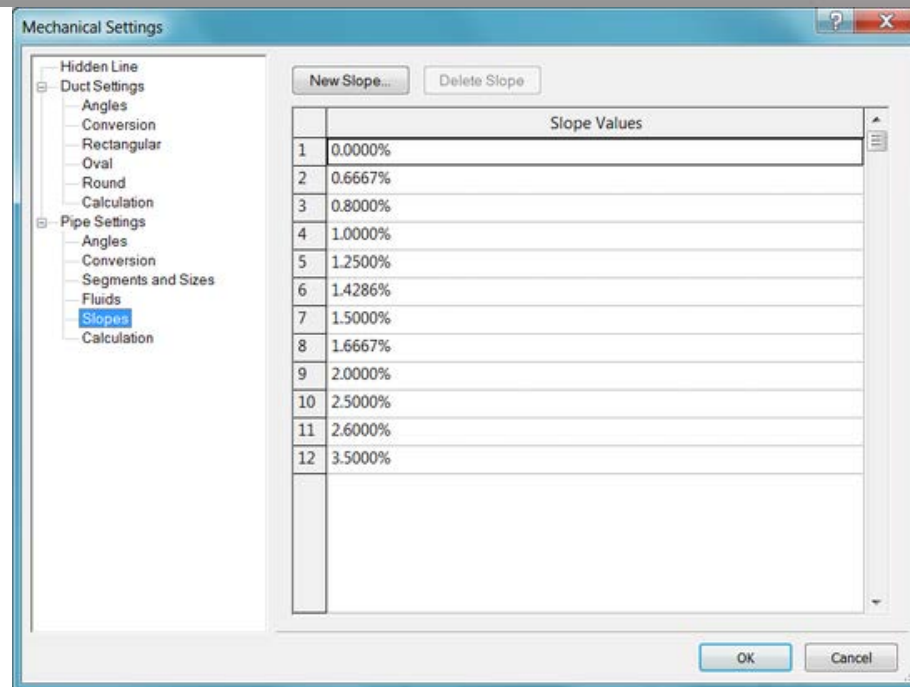 Mechanical Settings
Hidden Line
Duct Settings
Angles
Conversion
Rectangular
Oval
Round
Calculation
Pipe Settings
Angles
Conversion
Segments and Sizes
Fluids
Slopes
Calculation
New Slope... Delete Slope
Slope Values
1 0.0000%
2 0.6667%
3 0.8000%
4 1.0000%
5 1.2500%
6 1.4286%
7 1.5000%
8 1.6667%
9 2.0000%
10 2.5000%
11 2.6000%
12 3.5000%
OK Cancel